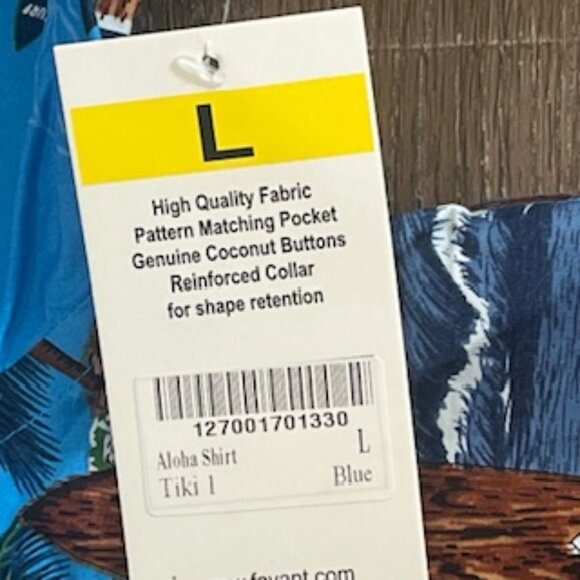 L
High Quality Fabric
Pattern Matching Pocket
Genuine Coconut Buttons
Reinforced Collar
for shape retention
127001701330
Aloha Shirt L
Tiki 1 Blue